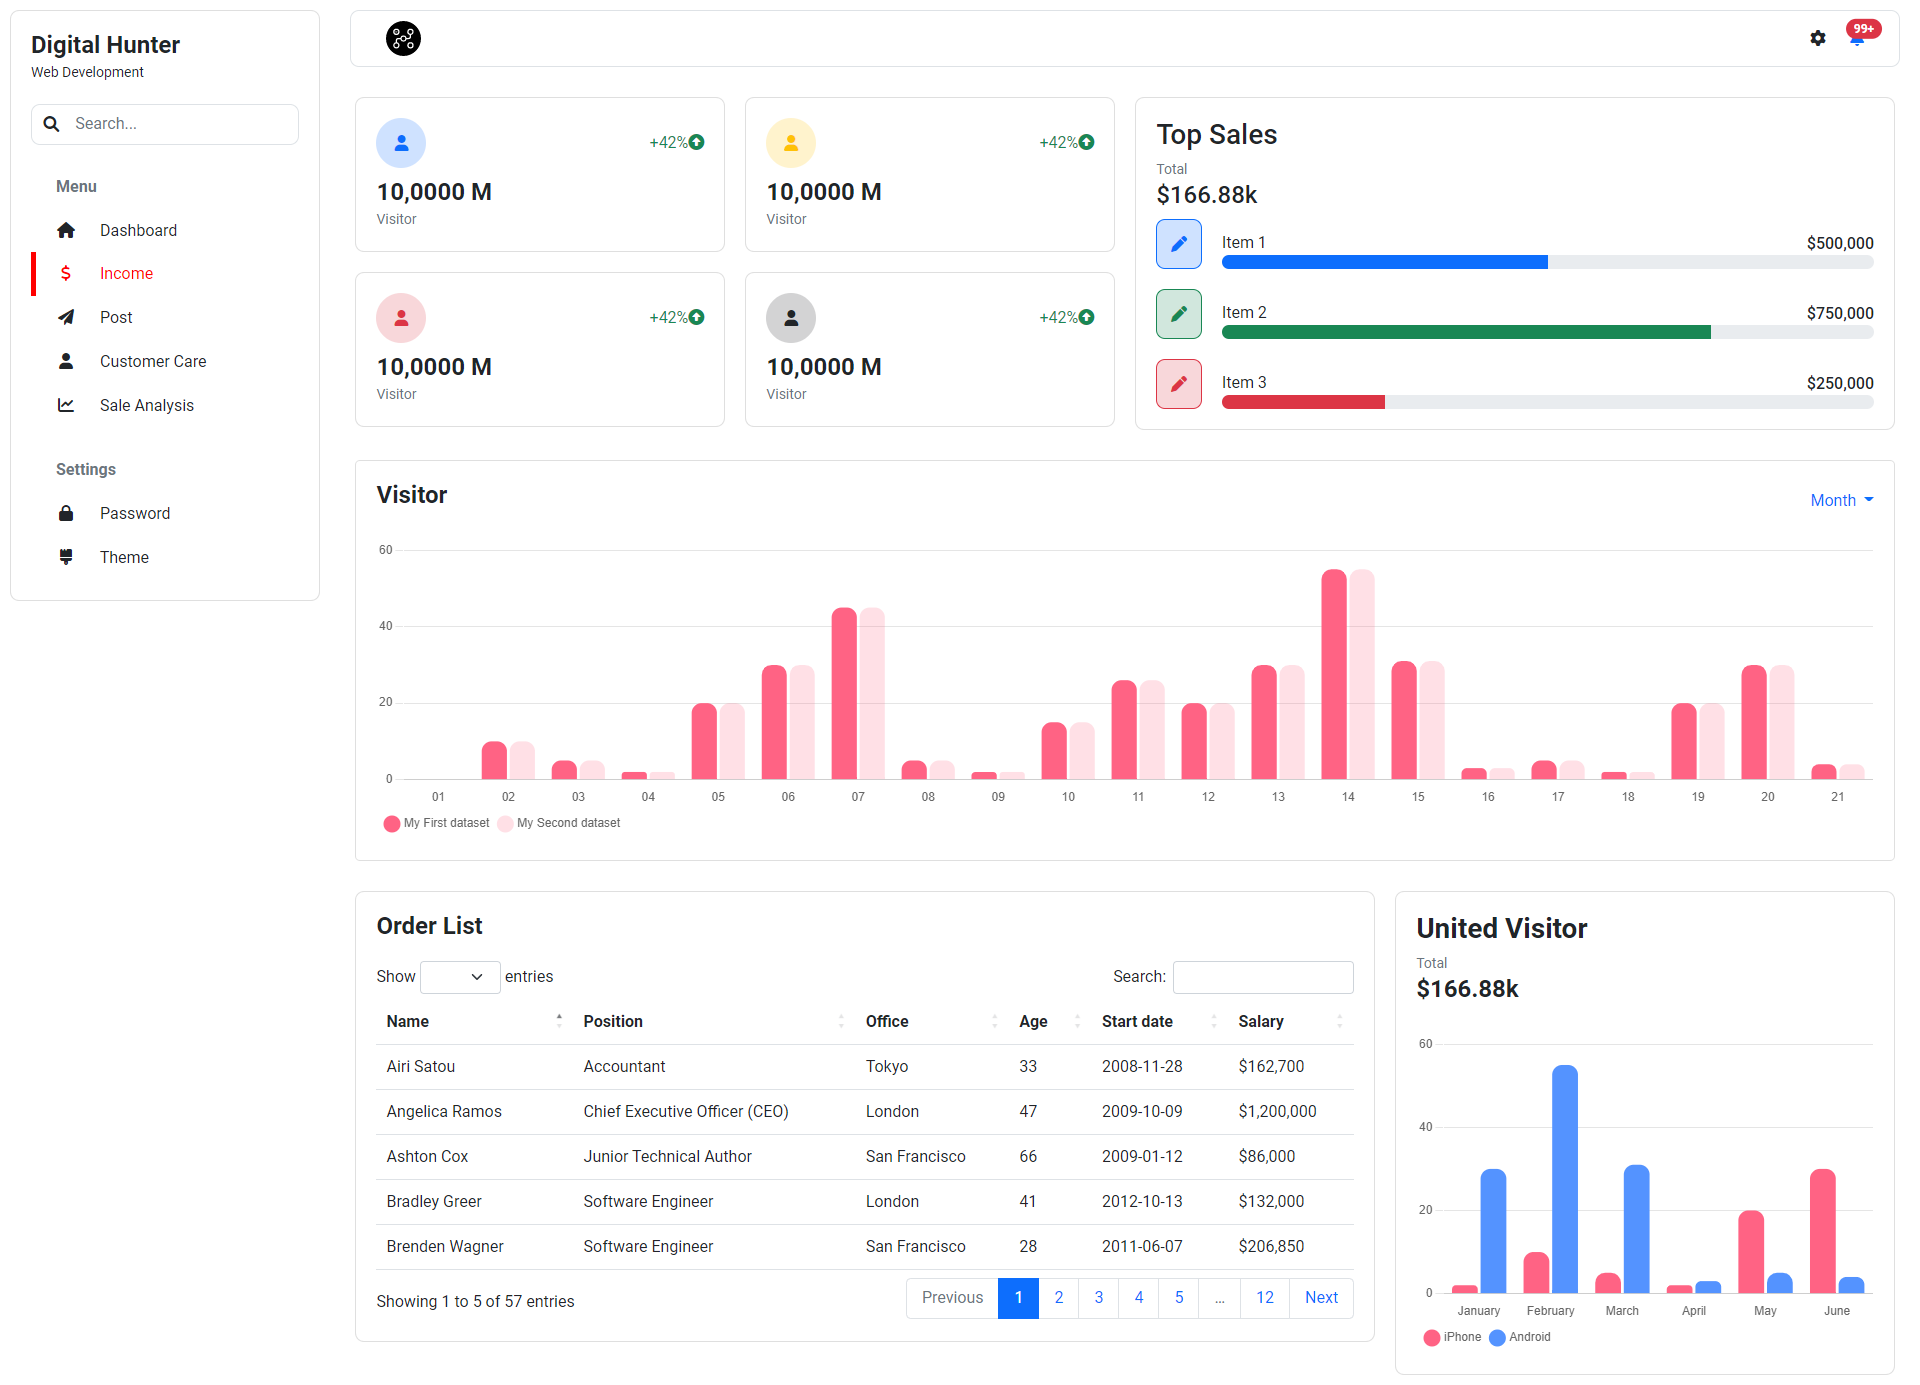 Digital Hunter
Web Development
Search...
Menu
Dashboard
Income
Post
Customer Care
Sale Analysis
Settings
Password
Theme
99+
+42%
10,0000 M
Visitor
+42%
10,0000 M
Visitor
+42%
10,0000 M
Visitor
+42%
10,0000 M
Visitor
Top Sales
Total
$166.88k
Item 1 $500,000
Item 2 $750,000
Item 3 $250,000
Visitor
Month
60
40
20
0
01 02 03 04 05 06 07 08 09 10 11 12 13 14 15 16 17 18 19 20 21
My First dataset My Second dataset
Order List
Show entries Search:
Name Position Office Age Start date Salary
Airi Satou Accountant Tokyo 33 2008-11-28 $162,700
Angelica Ramos Chief Executive Officer (CEO) London 47 2009-10-09 $1,200,000
Ashton Cox Junior Technical Author San Francisco 66 2009-01-12 $86,000
Bradley Greer Software Engineer London 41 2012-10-13 $132,000
Brenden Wagner Software Engineer San Francisco 28 2011-06-07 $206,850
Showing 1 to 5 of 57 entries
Previous 1 2 3 4 5 … 12 Next
United Visitor
Total
$166.88k
60
40
20
0
January February March April May June
iPhone Android